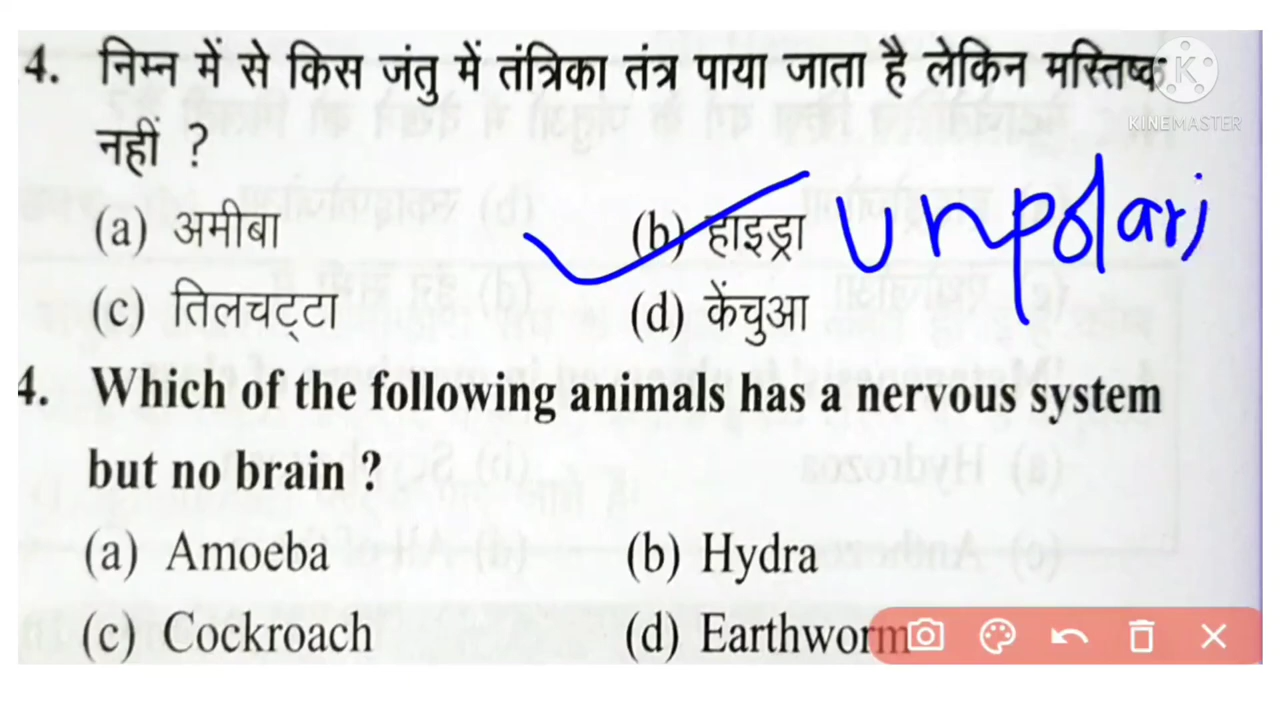 4. निम्न में से किस जंतु में तंत्रिका तंत्र पाया जाता है लेकिन मस्तिष्क
KINEMASTER
नहीं ?
(a) अमीबा (b) हाइड्रा unpolari
(c) तिलचट्टा (d) केंचुआ
4. Which of the following animals has a nervous system
but no brain ?
(a) Amoeba (b) Hydra
(c) Cockroach (d) Earthworm